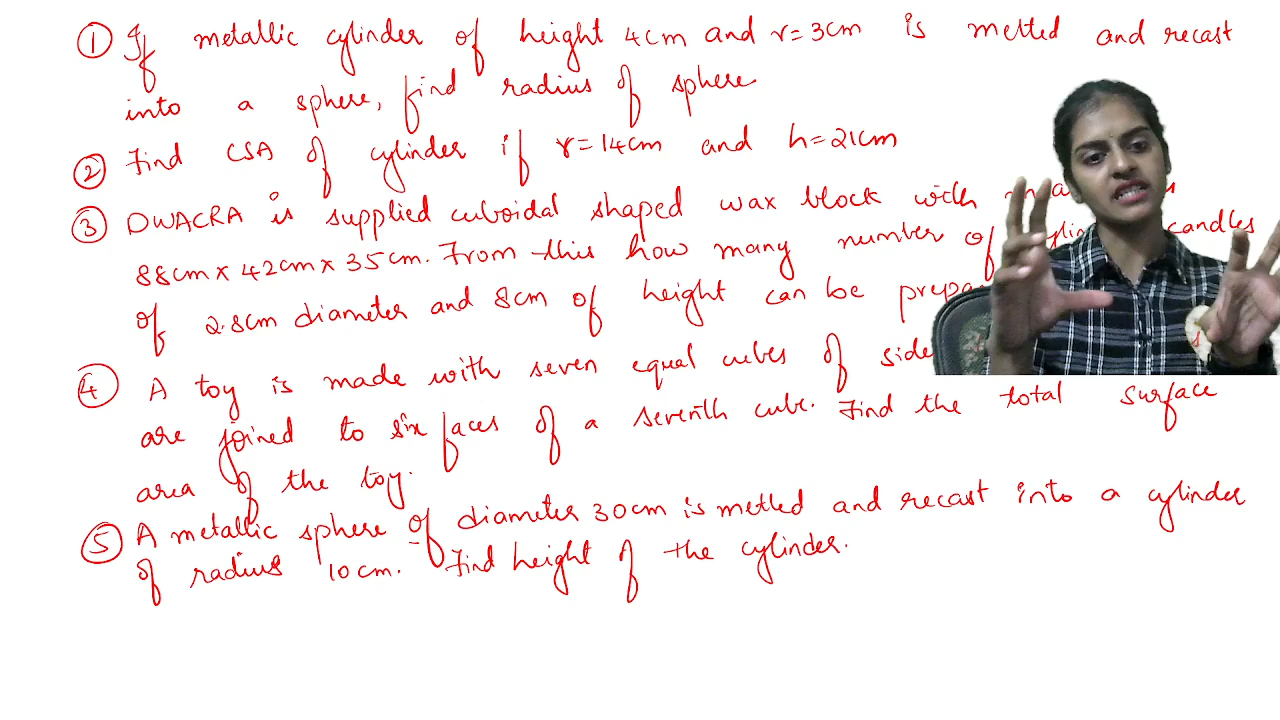 ① If metallic cylinder of height 4cm and r=3cm is melted and recast
into a sphere, find radius of sphere
② Find CSA of cylinder if r=14cm and h=21cm
③ DWACRA is supplied cuboidal shaped wax block with
88cm x 42cm x 35cm. From this how many number of candles
of 2.8cm diameter and 8cm of height can be
④ A toy is made with seven equal cubes of side
are joined to six faces of a seventh cube. Find the total surface
area of the toy.
⑤ A metallic sphere of diameter 30cm is metled and recast into a cylinder
of radius 10cm. Find height of the cylinder.